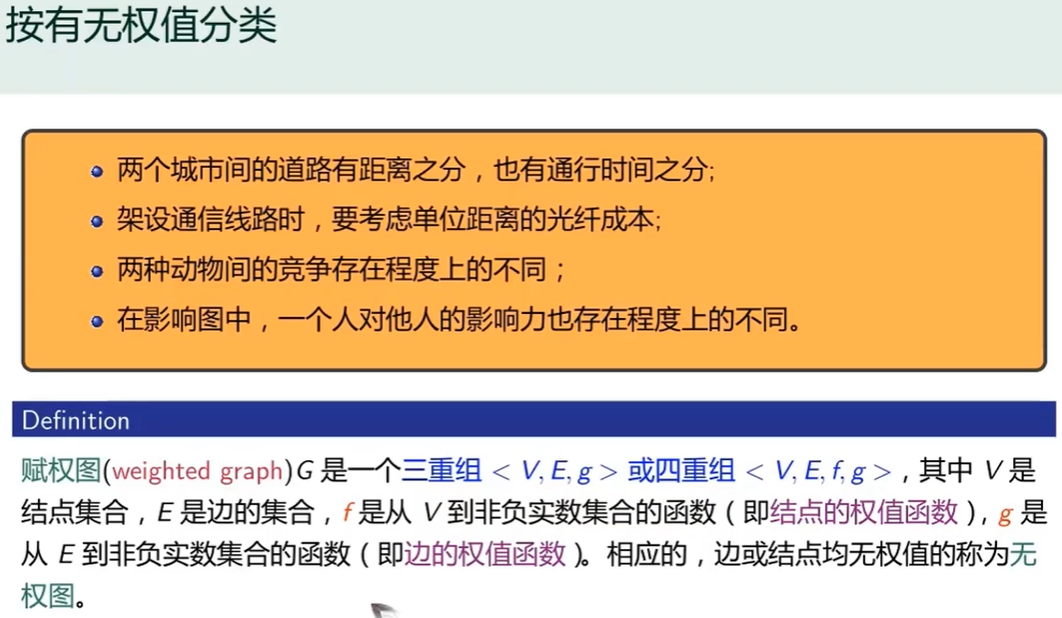 按有无权值分类
两个城市间的道路有距离之分，也有通行时间之分;
架设通信线路时，要考虑单位距离的光纤成本;
两种动物间的竞争存在程度上的不同；
在影响图中，一个人对他人的影响力也存在程度上的不同。
Definition
赋权图(weighted graph)G 是一个三重组 < V, E, g > 或四重组 < V, E, f, g >，其中 V 是
结点集合，E 是边的集合，f 是从 V 到非负实数集合的函数（即结点的权值函数），g 是
从 E 到非负实数集合的函数（即边的权值函数）。相应的，边或结点均无权值的称为无
权图。